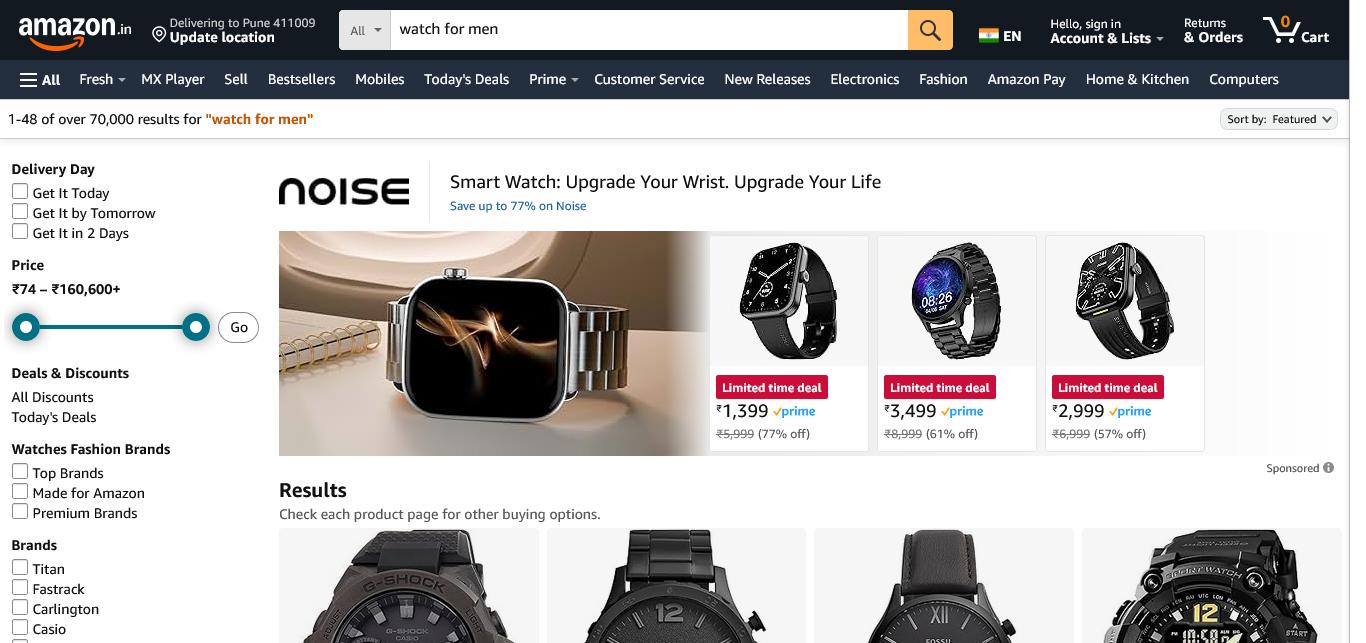 amazon.in
Delivering to Pune 411009
Update location
All
watch for men
EN
Hello, sign in
Account & Lists
Returns
& Orders
0
Cart
All
Fresh
MX Player
Sell
Bestsellers
Mobiles
Today's Deals
Prime
Customer Service
New Releases
Electronics
Fashion
Amazon Pay
Home & Kitchen
Computers
1-48 of over 70,000 results for "watch for men"
Sort by: Featured
Delivery Day
Get It Today
Get It by Tomorrow
Get It in 2 Days
Price
₹74 – ₹160,600+
Go
Deals & Discounts
All Discounts
Today's Deals
Watches Fashion Brands
Top Brands
Made for Amazon
Premium Brands
Brands
Titan
Fastrack
Carlington
Casio
noise
Smart Watch: Upgrade Your Wrist. Upgrade Your Life
Save up to 77% on Noise
08:26
Limited time deal
₹1,399 prime
₹5,999 (77% off)
Limited time deal
₹3,499 prime
₹8,999 (61% off)
Limited time deal
₹2,999 prime
₹6,999 (57% off)
Sponsored
Results
Check each product page for other buying options.
G-SHOCK
G-SHOCK
CASIO
12
XII
FOSSIL
SMART WATCH
12
START